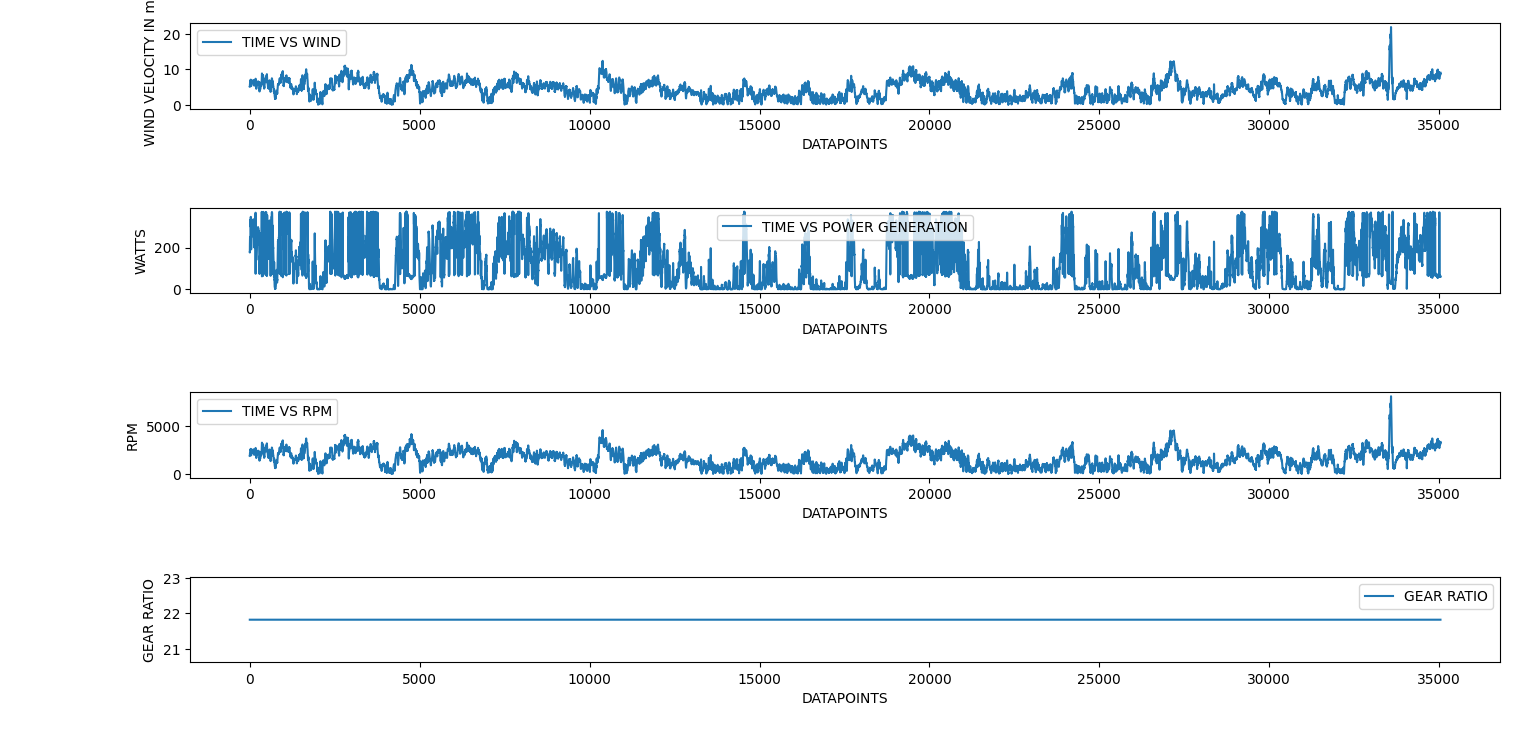 WIND VELOCITY IN m
20
10
0
TIME VS WIND
0 5000 10000 15000 20000 25000 30000 35000
DATAPOINTS
WATTS
200
0
TIME VS POWER GENERATION
0 5000 10000 15000 20000 25000 30000 35000
DATAPOINTS
RPM
5000
0
TIME VS RPM
0 5000 10000 15000 20000 25000 30000 35000
DATAPOINTS
GEAR RATIO
23
22
21
GEAR RATIO
0 5000 10000 15000 20000 25000 30000 35000
DATAPOINTS